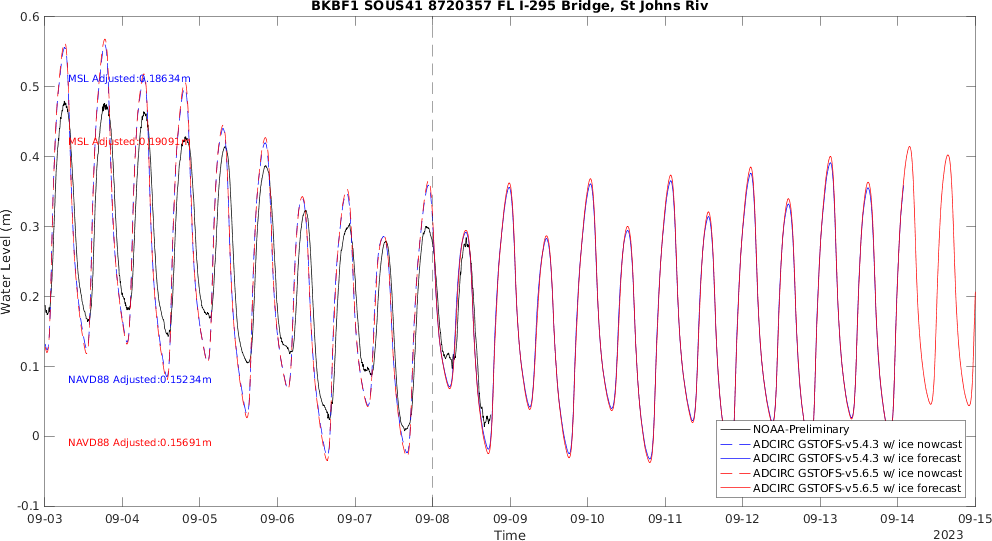 BKBF1 SOUS41 8720357 FL I-295 Bridge, St Johns Riv
0.6
0.5
0.4
0.3
0.2
0.1
0
-0.1
Water Level (m)
MSL Adjusted:0.18634m
MSL Adjusted:0.19091
NAVD88 Adjusted:0.15234m
NAVD88 Adjusted:0.15691m
NOAA-Preliminary
ADCIRC GSTOFS-v5.4.3 w/ ice nowcast
ADCIRC GSTOFS-v5.4.3 w/ ice forecast
ADCIRC GSTOFS-v5.6.5 w/ ice nowcast
ADCIRC GSTOFS-v5.6.5 w/ ice forecast
09-03 09-04 09-05 09-06 09-07 09-08 09-09 09-10 09-11 09-12 09-13 09-14 09-15
Time
2023